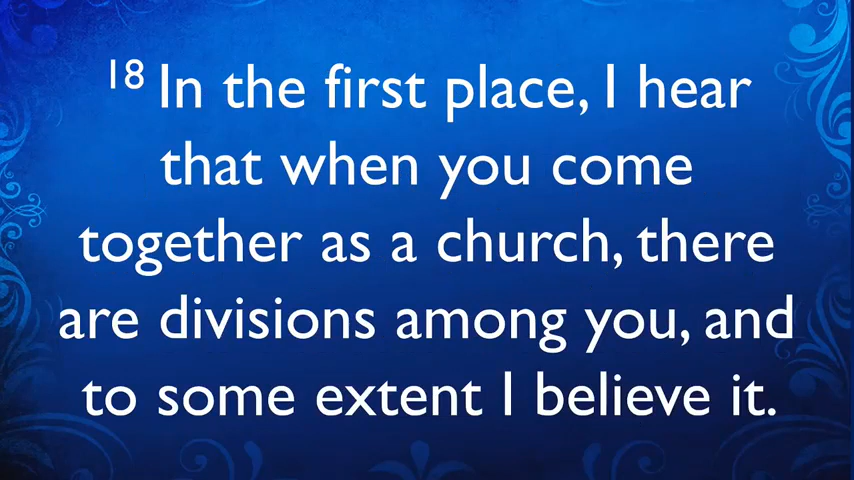 18 In the first place, I hear
that when you come
together as a church, there
are divisions among you, and
to some extent I believe it.